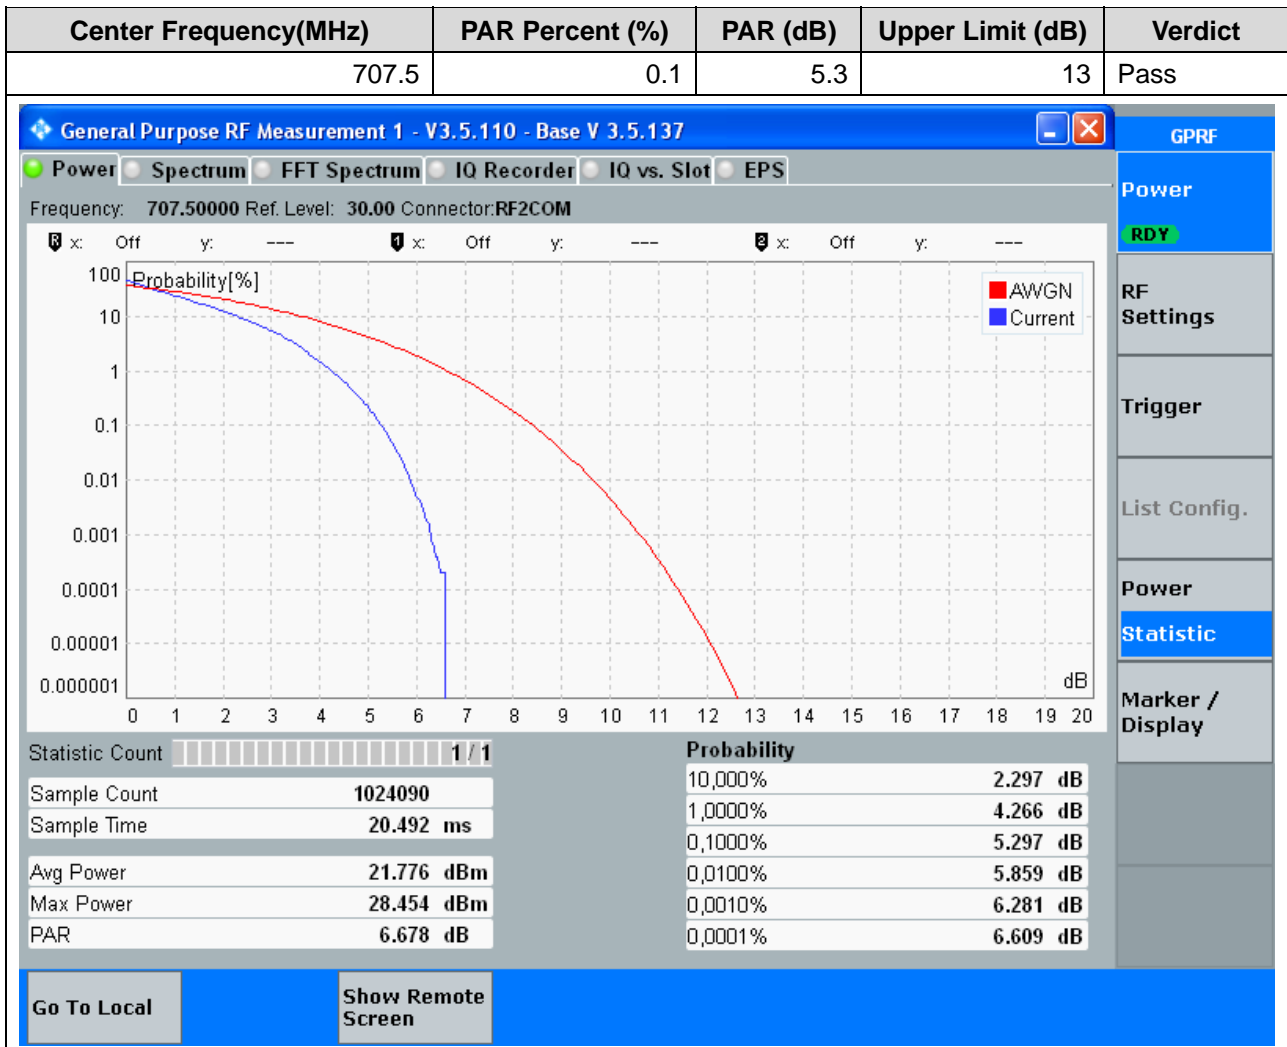 Center Frequency(MHz) PAR Percent (%) PAR (dB) Upper Limit (dB) Verdict
707.5 0.1 5.3 13 Pass
General Purpose RF Measurement 1 - V3.5.110 - Base V 3.5.137
GPRF
Power Spectrum FFT Spectrum IQ Recorder IQ vs. Slot EPS
Frequency: 707.50000 Ref. Level: 30.00 Connector:RF2COM
R x: Off y: --- 1 x: Off y: --- 2 x: Off y: ---
Probability[%]
AWGN
Current
100
10
1
0.1
0.01
0.001
0.0001
0.00001
0.000001
dB
0 1 2 3 4 5 6 7 8 9 10 11 12 13 14 15 16 17 18 19 20
Statistic Count 1 / 1
Sample Count 1024090
Sample Time 20.492 ms
Avg Power 21.776 dBm
Max Power 28.454 dBm
PAR 6.678 dB
Probability
10,000% 2.297 dB
1,0000% 4.266 dB
0,1000% 5.297 dB
0,0100% 5.859 dB
0,0010% 6.281 dB
0,0001% 6.609 dB
Power
RDY
RF
Settings
Trigger
List Config.
Power
Statistic
Marker /
Display
Go To Local
Show Remote
Screen